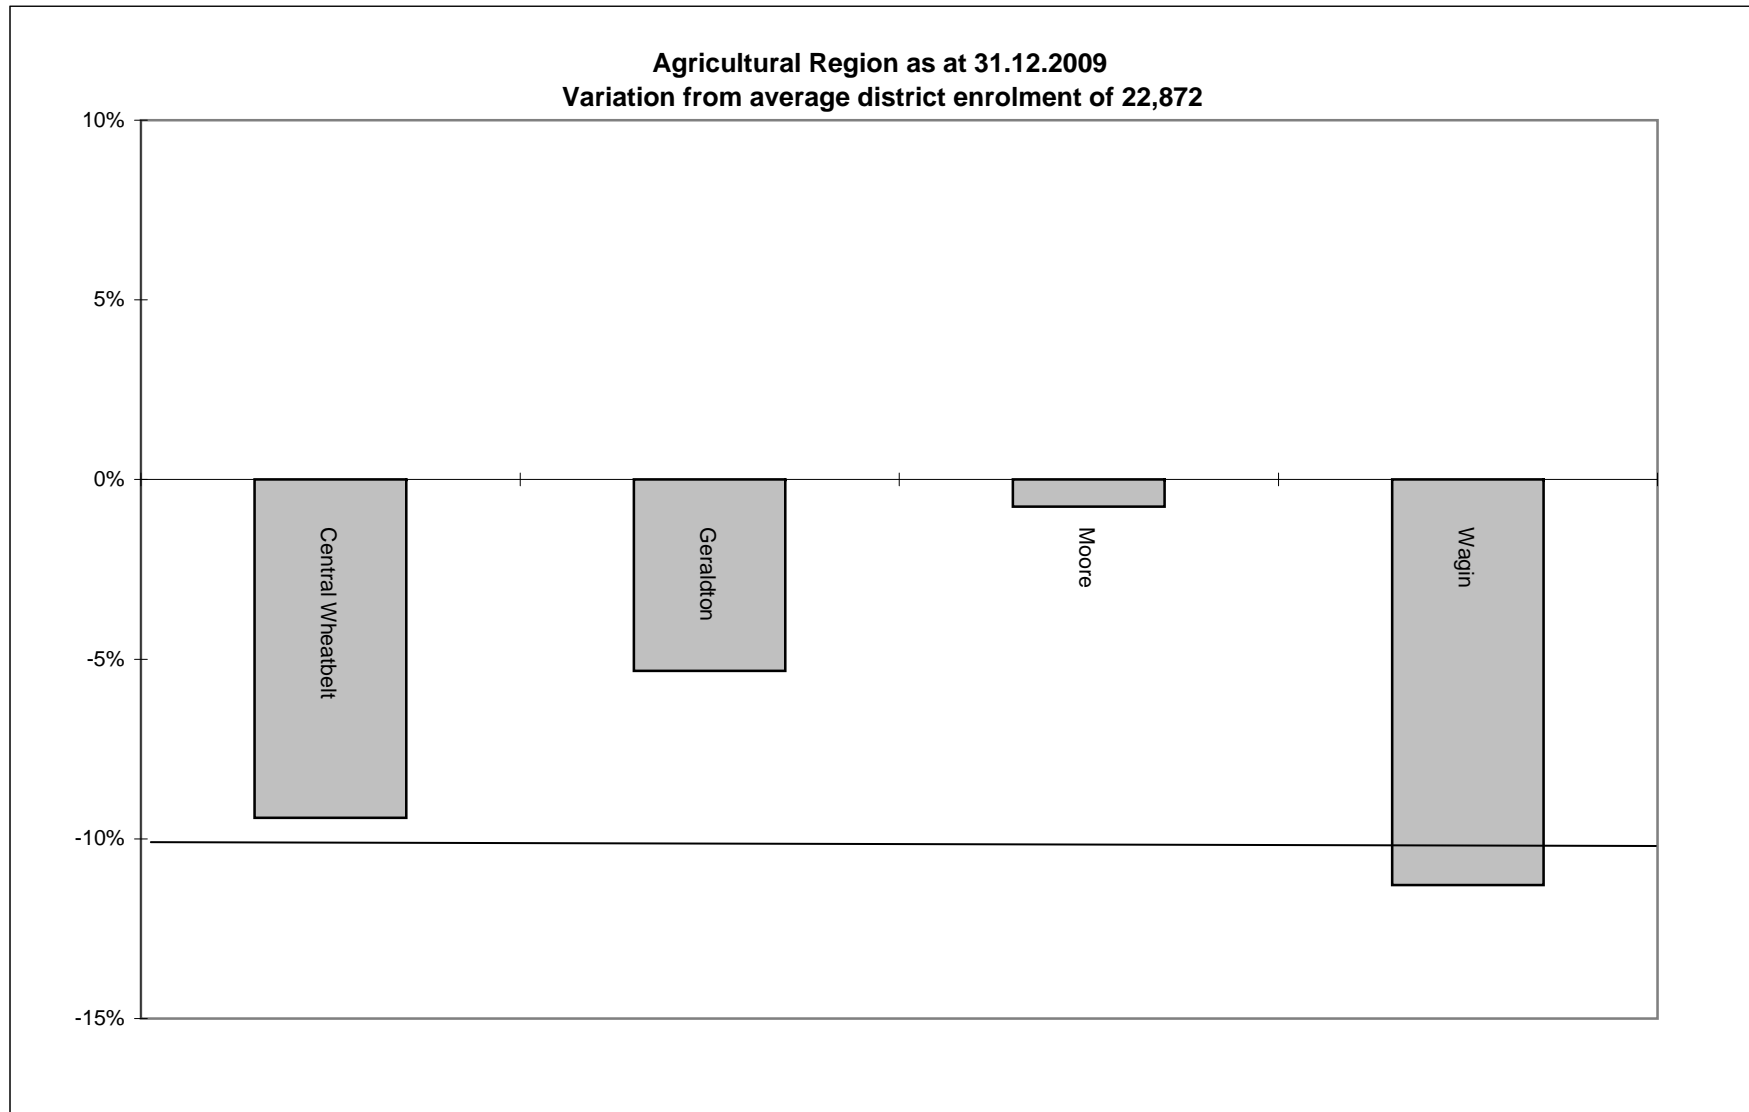 Agricultural Region as at 31.12.2009
Variation from average district enrolment of 22,872
10%
5%
0%
-5%
-10%
-15%
Central Wheatbelt
Geraldton
Moore
Wagin